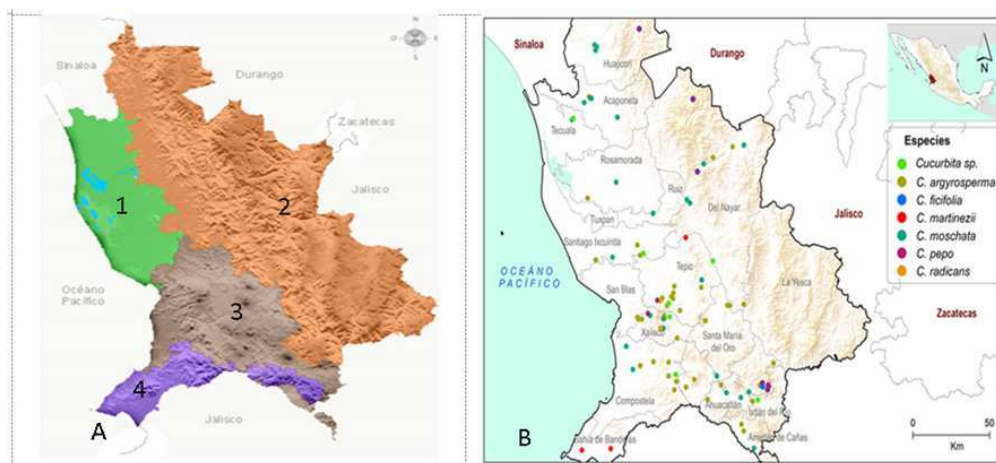 N
S
Sinaloa
Durango
Zacatecas
Jalisco
1
2
Océano
Pacífico
3
4
A
Jalisco
Sinaloa
Durango
N
Huajicori
Acaponeta
Tecuala
Rosamorada
Ruiz
Del Nayar
Tuxpan
Santiago Ixcuintla
Jalisco
OCEÁNO
PACÍFICO
Tepic
La Yesca
San Blas
Zacatecas
Xalisco
Santa María
del Oro
Compostela
Ahuacatlán
Ixtlán del Río
B
Bahía de Banderas
Amatlán de Cañas
Especies
Cucurbita sp.
C. argyrosperma
C. ficifolia
C. martinezii
C. moschata
C. pepo
C. radicans
0
50
Km